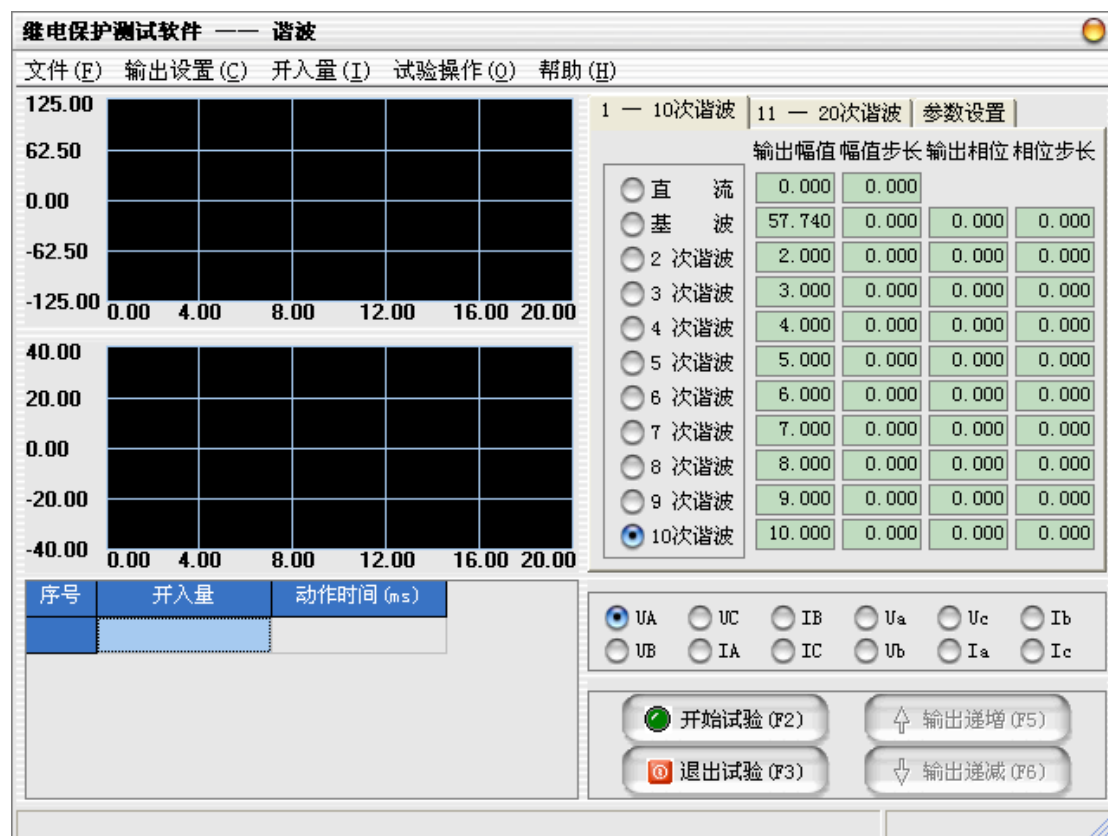 继电保护测试软件 —— 谐波
文件(F) 输出设置(C) 开入量(I) 试验操作(O) 帮助(H)
125.00
62.50
0.00
-62.50
-125.00
0.00 4.00 8.00 12.00 16.00 20.00
40.00
20.00
0.00
-20.00
-40.00
0.00 4.00 8.00 12.00 16.00 20.00
序号 开入量 动作时间(ms)
1 — 10次谐波 11 — 20次谐波 参数设置
输出幅值 幅值步长 输出相位 相位步长
直 流 0.000 0.000
基 波 57.740 0.000 0.000 0.000
2 次谐波 2.000 0.000 0.000 0.000
3 次谐波 3.000 0.000 0.000 0.000
4 次谐波 4.000 0.000 0.000 0.000
5 次谐波 5.000 0.000 0.000 0.000
6 次谐波 6.000 0.000 0.000 0.000
7 次谐波 7.000 0.000 0.000 0.000
8 次谐波 8.000 0.000 0.000 0.000
9 次谐波 9.000 0.000 0.000 0.000
10次谐波 10.000 0.000 0.000 0.000
UA UC IB Ua Uc Ib
UB IA IC Ub Ia Ic
开始试验(F2) 输出递增(F5)
退出试验(F3) 输出递减(F6)